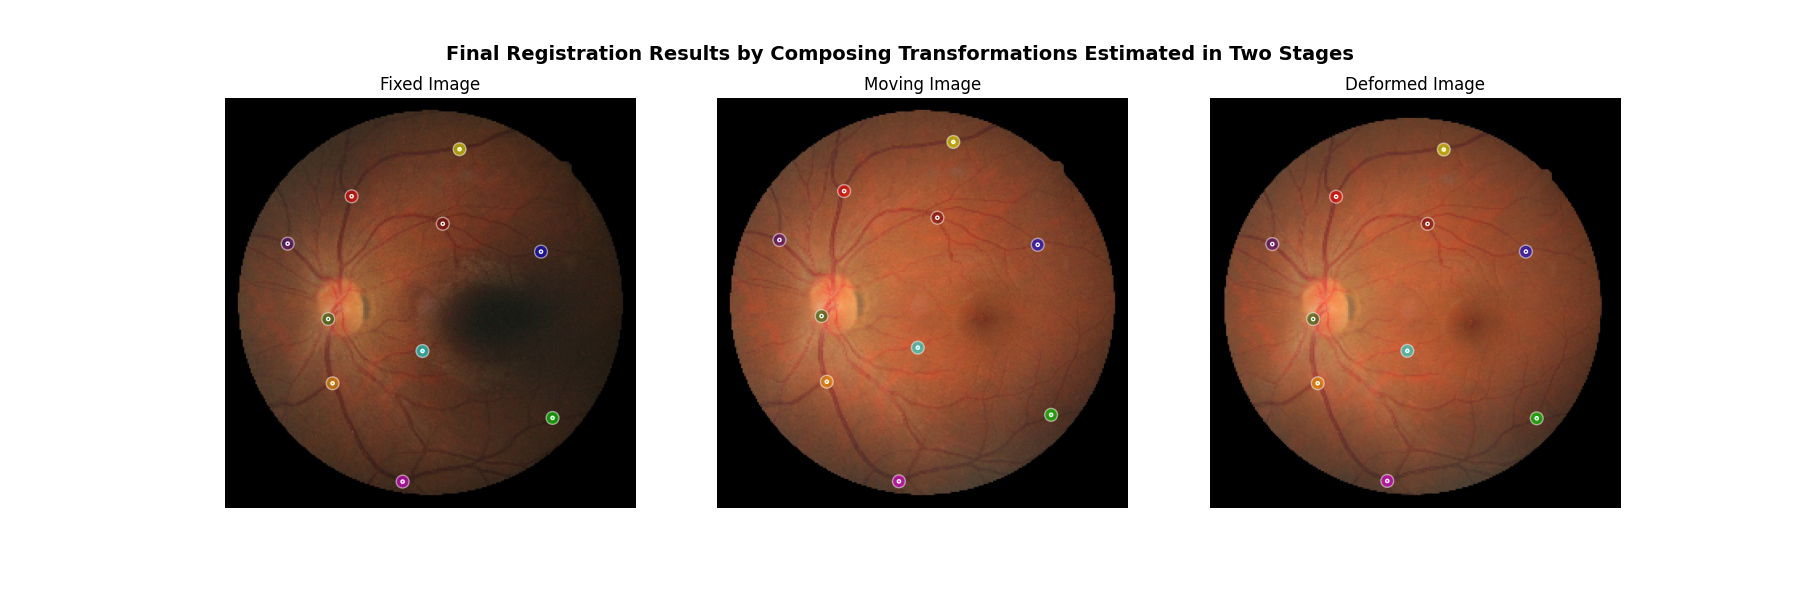 Final Registration Results by Composing Transformations Estimated in Two Stages
Fixed Image
Moving Image
Deformed Image